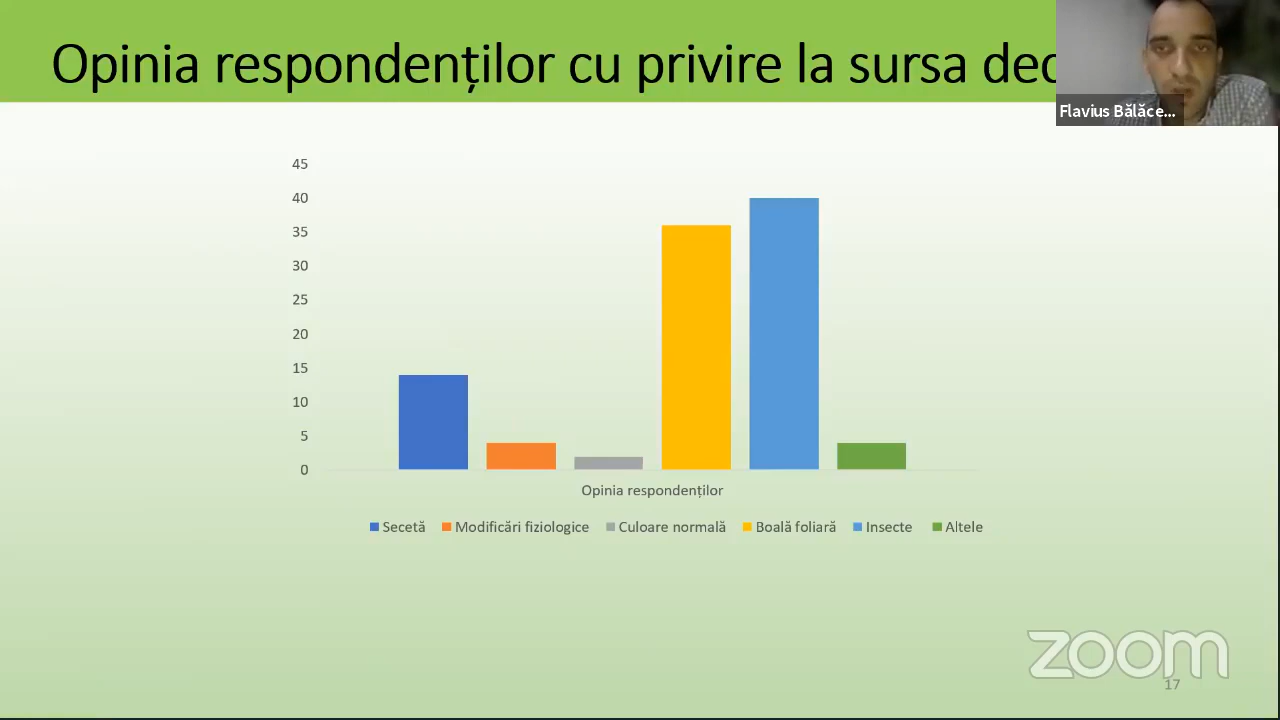 Opinia respondenților cu privire la sursa
Flavius Bălăce...
45
40
35
30
25
20
15
10
5
0
Opinia respondenților
Secetă Modificări fiziologice Culoare normală Boală foliară Insecte Altele
zoom
17